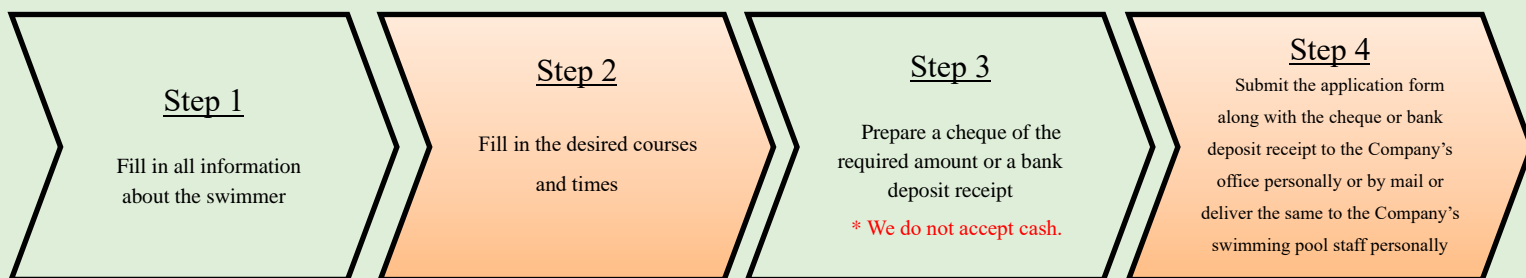 Step 1
Fill in all information
about the swimmer
Step 2
Fill in the desired courses
and times
Step 3
Prepare a cheque of the
required amount or a bank
deposit receipt
* We do not accept cash.
Step 4
Submit the application form
along with the cheque or bank
deposit receipt to the Company’s
office personally or by mail or
deliver the same to the Company’s
swimming pool staff personally